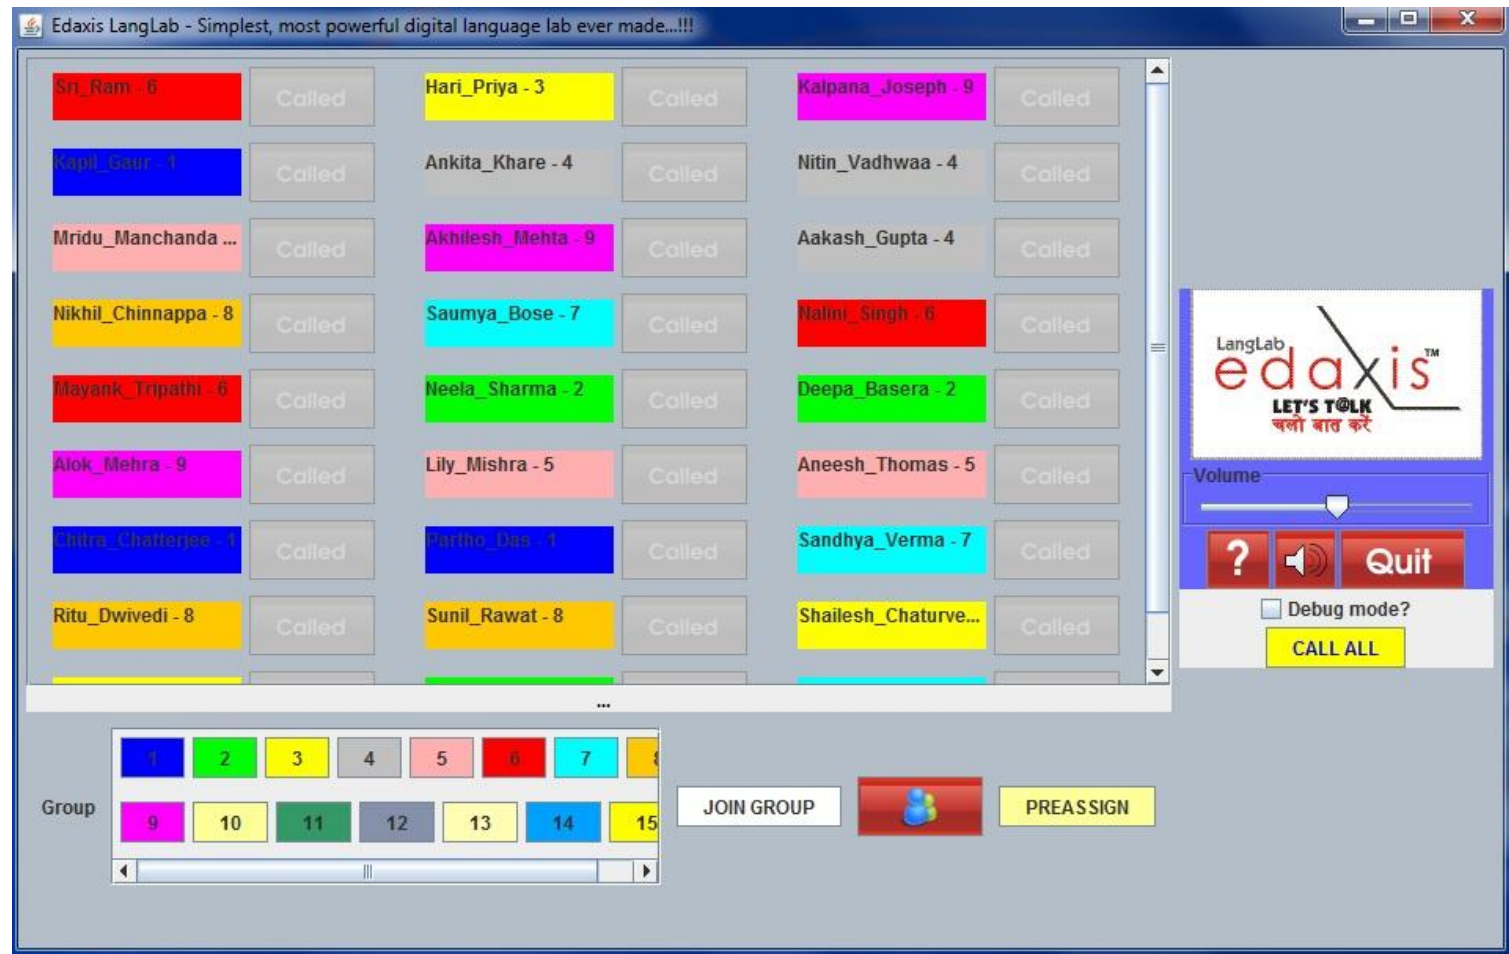 Edaxis LangLab - Simplest, most powerful digital language lab ever made...!!!
Sri_Ram - 6 Called Hari_Priya - 3 Called Kalpana_Joseph - 9 Called
Kapil_Gaur - 1 Called Ankita_Khare - 4 Called Nitin_Vadhwaa - 4 Called
Mridu_Manchanda ... Called Akhilesh_Mehta - 9 Called Aakash_Gupta - 4 Called
Nikhil_Chinnappa - 8 Called Saumya_Bose - 7 Called Nalini_Singh - 6 Called
Mayank_Tripathi - 6 Called Neela_Sharma - 2 Called Deepa_Basera - 2 Called
Alok_Mehra - 9 Called Lily_Mishra - 5 Called Aneesh_Thomas - 5 Called
Chitra_Chatterjee - 1 Called Partho_Das - 1 Called Sandhya_Verma - 7 Called
Ritu_Dwivedi - 8 Called Sunil_Rawat - 8 Called Shailesh_Chaturve... Called
...
LangLab
edaxis™
LET'S T@LK
चलो बात करें
Volume
? Quit
Debug mode?
CALL ALL
Group
1 2 3 4 5 6 7 8
9 10 11 12 13 14 15
JOIN GROUP PREASSIGN